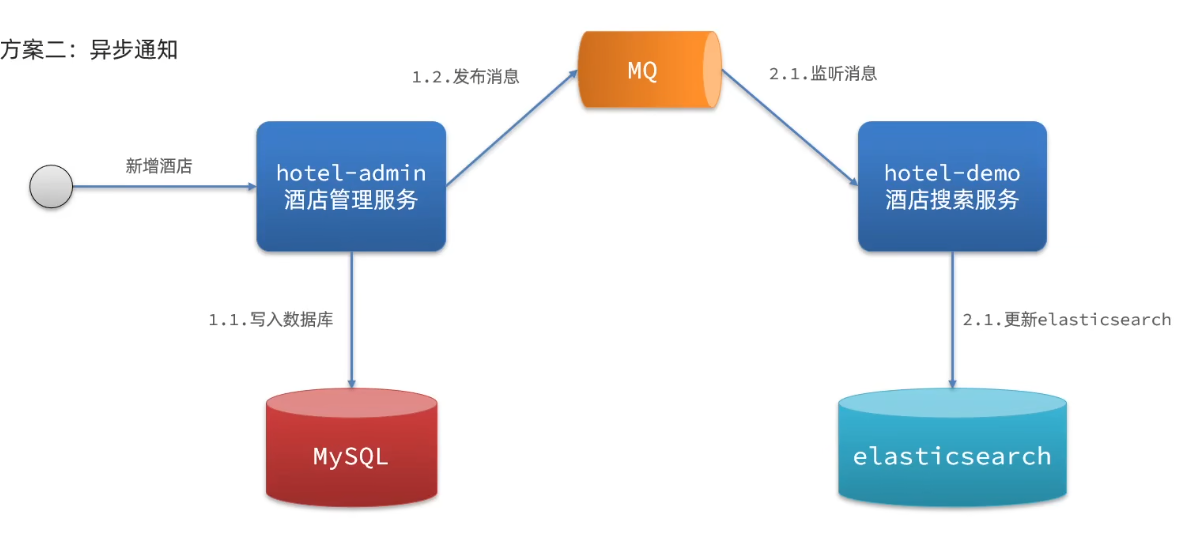 方案二：异步通知
MQ
1.2.发布消息
2.1.监听消息
新增酒店
hotel-admin
酒店管理服务
hotel-demo
酒店搜索服务
1.1.写入数据库
2.1.更新elasticsearch
MySQL
elasticsearch